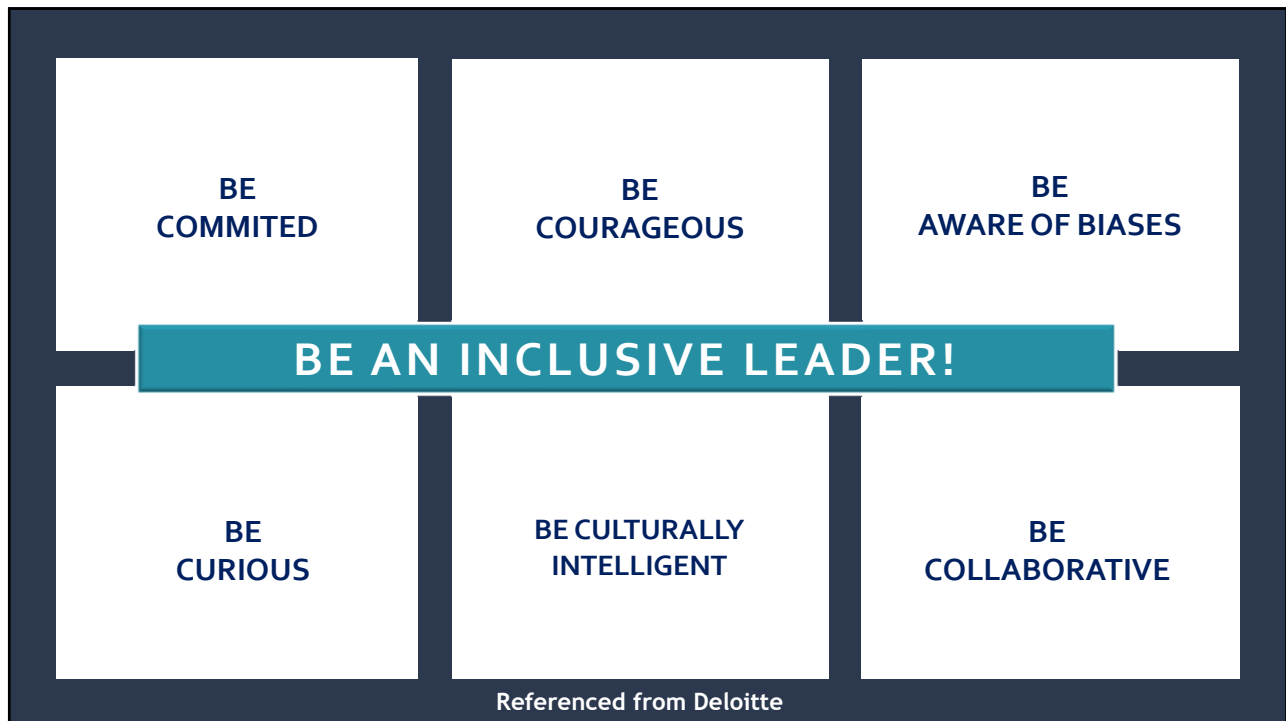 BE
COMMITED
BE
COURAGEOUS
BE
AWARE OF BIASES
BE AN INCLUSIVE LEADER!
BE
CURIOUS
BE CULTURALLY
INTELLIGENT
BE
COLLABORATIVE
Referenced from Deloitte